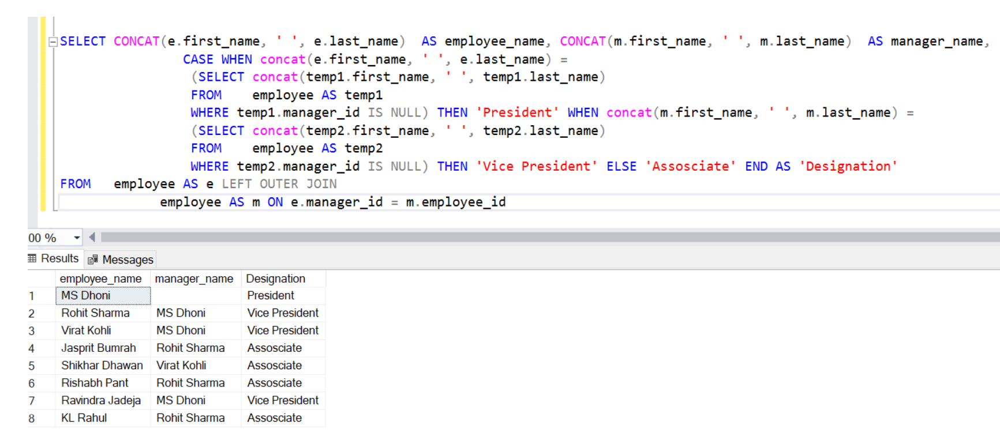 SELECT CONCAT(e.first_name, ' ', e.last_name)  AS employee_name, CONCAT(m.first_name, ' ', m.last_name)  AS manager_name,
CASE WHEN concat(e.first_name, ' ', e.last_name) =
(SELECT concat(temp1.first_name, ' ', temp1.last_name)
FROM    employee AS temp1
WHERE temp1.manager_id IS NULL) THEN 'President' WHEN concat(m.first_name, ' ', m.last_name) =
(SELECT concat(temp2.first_name, ' ', temp2.last_name)
FROM    employee AS temp2
WHERE temp2.manager_id IS NULL) THEN 'Vice President' ELSE 'Assosciate' END AS 'Designation'
FROM   employee AS e LEFT OUTER JOIN
employee AS m ON e.manager_id = m.employee_id
00 %
Results Messages
employee_name manager_name Designation
1 MS Dhoni President
2 Rohit Sharma MS Dhoni Vice President
3 Virat Kohli MS Dhoni Vice President
4 Jasprit Bumrah Rohit Sharma Assosciate
5 Shikhar Dhawan Virat Kohli Assosciate
6 Rishabh Pant Rohit Sharma Assosciate
7 Ravindra Jadeja MS Dhoni Vice President
8 KL Rahul Rohit Sharma Assosciate